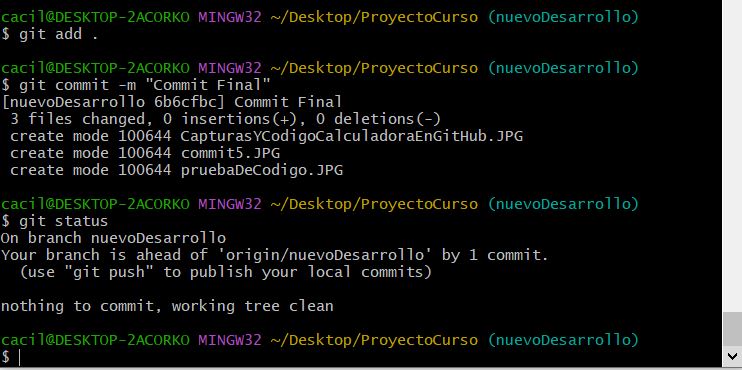 cacil@DESKTOP-2ACORKO MINGW32 ~/Desktop/ProyectoCurso (nuevoDesarrollo)
$ git add .
cacil@DESKTOP-2ACORKO MINGW32 ~/Desktop/ProyectoCurso (nuevoDesarrollo)
$ git commit -m "Commit Final"
[nuevoDesarrollo 6b6cfbc] Commit Final
3 files changed, 0 insertions(+), 0 deletions(-)
create mode 100644 CapturasYCodigoCalculadoraEnGitHub.JPG
create mode 100644 commit5.JPG
create mode 100644 pruebaDeCodigo.JPG
cacil@DESKTOP-2ACORKO MINGW32 ~/Desktop/ProyectoCurso (nuevoDesarrollo)
$ git status
On branch nuevoDesarrollo
Your branch is ahead of 'origin/nuevoDesarrollo' by 1 commit.
(use "git push" to publish your local commits)
nothing to commit, working tree clean
cacil@DESKTOP-2ACORKO MINGW32 ~/Desktop/ProyectoCurso (nuevoDesarrollo)
$